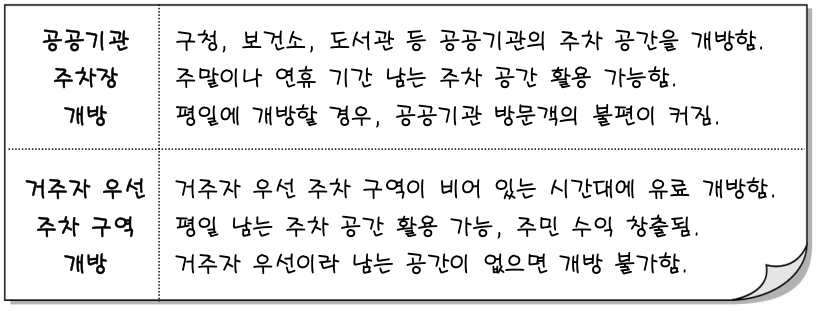 공공기관
주차장
개방
구청, 보건소, 도서관 등 공공기관의 주차 공간을 개방함.
주말이나 연휴 기간 남는 주차 공간 활용 가능함.
평일에 개방할 경우, 공공기관 방문객의 불편이 커짐.
거주자 우선
주차 구역
개방
거주자 우선 주차 구역이 비어 있는 시간대에 유료 개방함.
평일 남는 주차 공간 활용 가능, 주민 수익 창출됨.
거주자 우선이라 남는 공간이 없으면 개방 불가함.